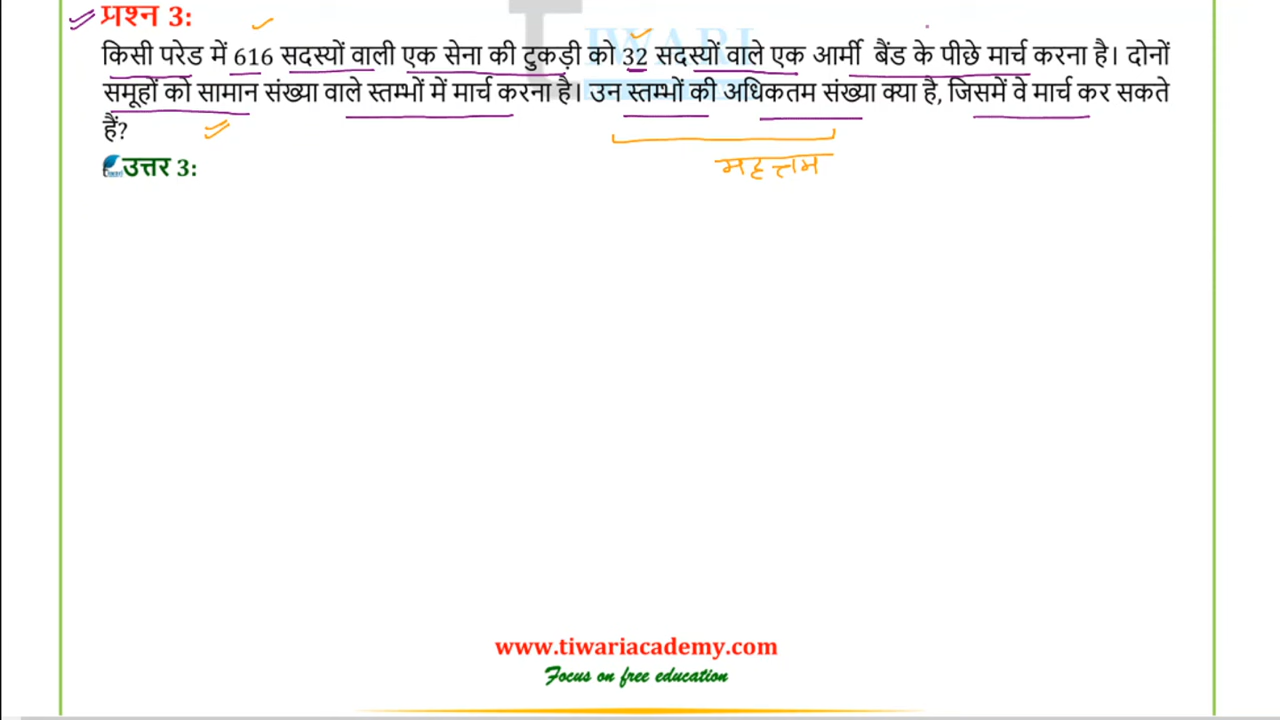 प्रश्न 3:
किसी परेड में 616 सदस्यों वाली एक सेना की टुकड़ी को 32 सदस्यों वाले एक आर्मी बैंड के पीछे मार्च करना है। दोनों
समूहों को सामान संख्या वाले स्तम्भों में मार्च करना है। उन स्तम्भों की अधिकतम संख्या क्या है, जिसमें वे मार्च कर सकते
हैं?
महत्तम
उत्तर 3:
TIWARI
www.tiwariacademy.com
Focus on free education